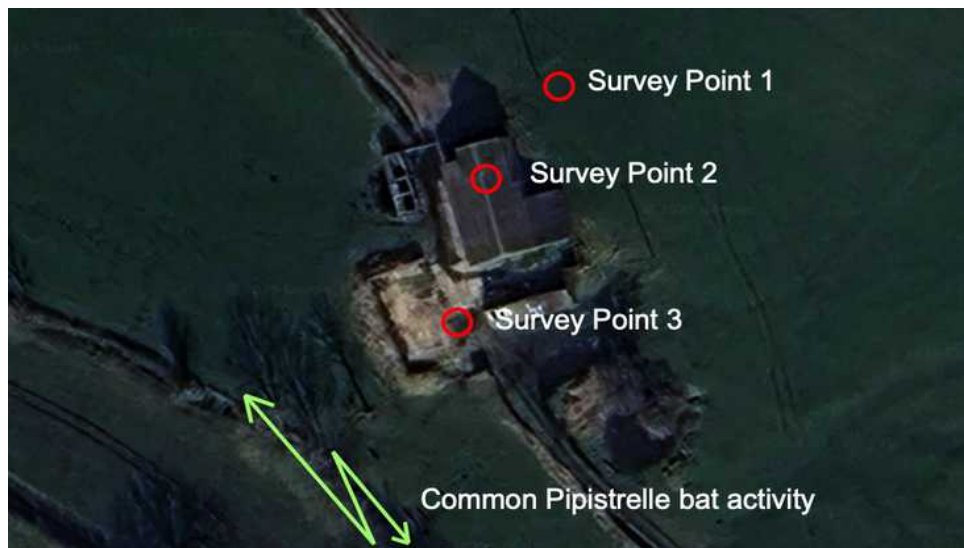 Survey Point 1
Survey Point 2
Survey Point 3
Common Pipistrelle bat activity